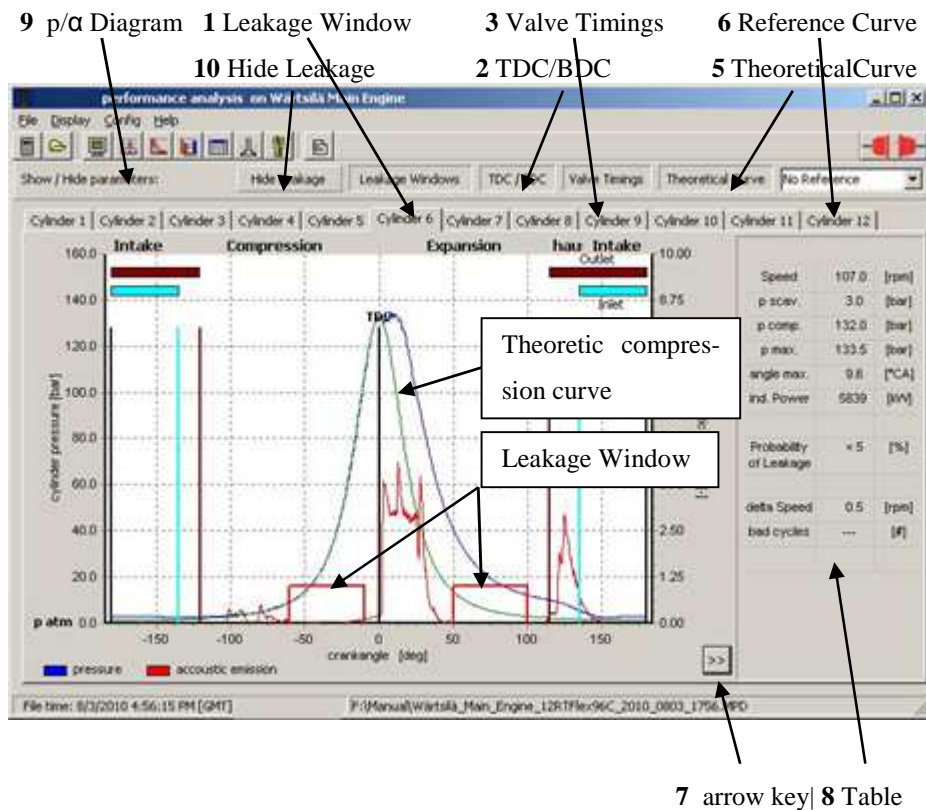 9 p/α Diagram 1 Leakage Window 3 Valve Timings 6 Reference Curve
10 Hide Leakage 2 TDC/BDC 5 TheoreticalCurve
performance analysis on Wärtsilä Main Engine
File Display Config Help
Show / Hide parameters: Hide Leakage Leakage Windows TDC / BDC Valve Timings Theoretical Curve No Reference
Cylinder 1 Cylinder 2 Cylinder 3 Cylinder 4 Cylinder 5 Cylinder 6 Cylinder 7 Cylinder 8 Cylinder 9 Cylinder 10 Cylinder 11 Cylinder 12
Intake Compression Expansion hau Intake
160.0 10.00
Outlet
140.0 8.75
Inlet
TDC
120.0
100.0
80.0
60.0
40.0 2.50
20.0 1.25
p atm 0.0 0.00
cylinder pressure [bar]
Theoretic compres-
sion curve
Leakage Window
-150 -100 -50 0 50 100 150
crankangle [deg]
pressure accoustic emission
>>
Speed 107.0 [rpm]
p scav. 3.0 [bar]
p comp. 132.0 [bar]
p max. 133.5 [bar]
angle max. 9.6 [°CA]
ind. Power 5839 [kW]
Probability < 5 [%]
of Leakage
delta Speed 0.5 [rpm]
bad cycles --- [#]
File time: 8/3/2010 4:56:15 PM [GMT] F:\Manual\Wärtsilä_Main_Engine_12RTFlex96C_2010_0803_1756.MPD
7 arrow key| 8 Table